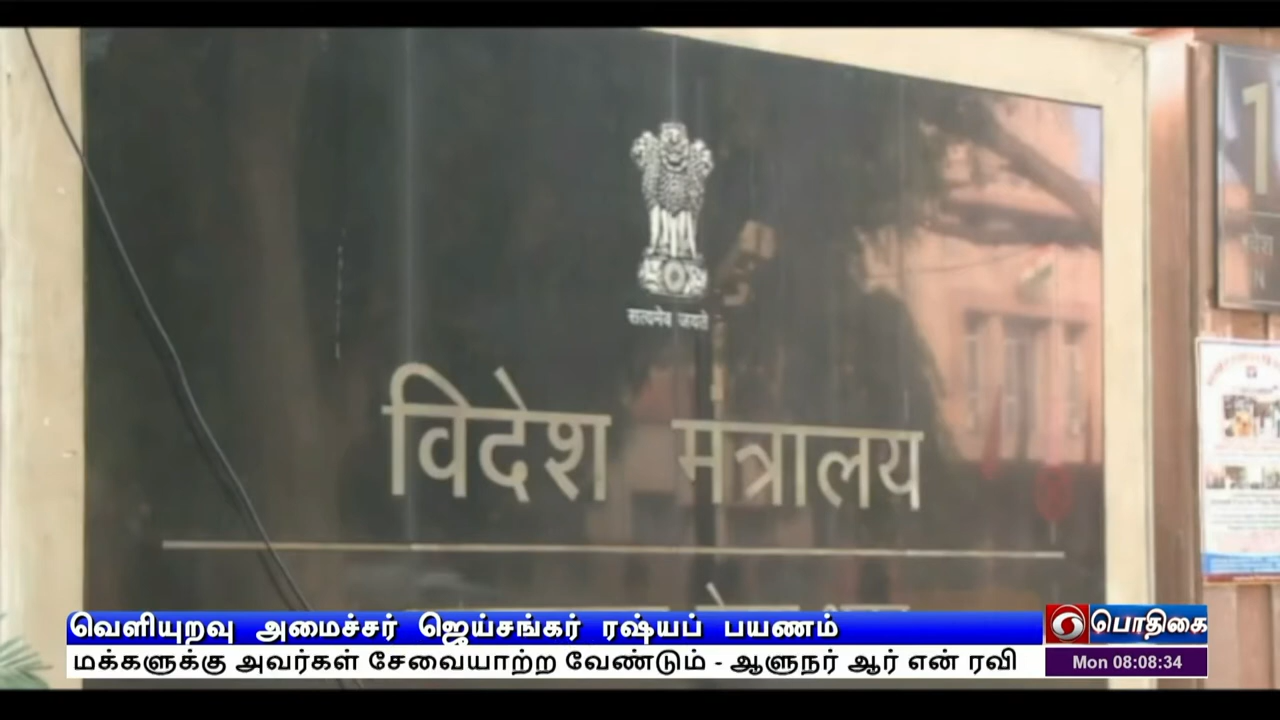 सत्यमेव जयते
विदेश मत्रालय
வெளியுறவு அமைச்சர் ஜெய்சங்கர் ரஷ்யப் பயணம்
பொதிகை
மக்களுக்கு அவர்கள் சேவையாற்ற வேண்டும் - ஆளுநர் ஆர் என் ரவி
Mon 08:08:34